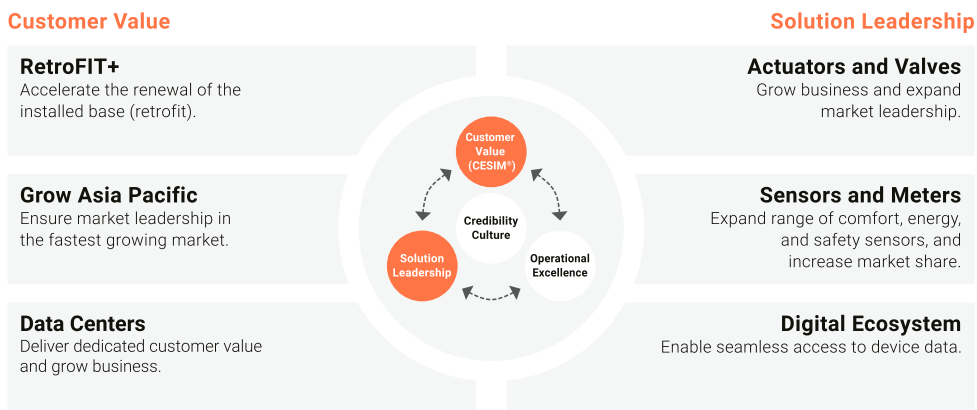 Customer Value
Solution Leadership
RetroFIT+
Accelerate the renewal of the
installed base (retrofit).
Grow Asia Pacific
Ensure market leadership in
the fastest growing market.
Data Centers
Deliver dedicated customer value
and grow business.
Customer
Value
(CESIM®)
Credibility
Culture
Solution
Leadership
Operational
Excellence
Actuators and Valves
Grow business and expand
market leadership.
Sensors and Meters
Expand range of comfort, energy,
and safety sensors, and
increase market share.
Digital Ecosystem
Enable seamless access to device data.